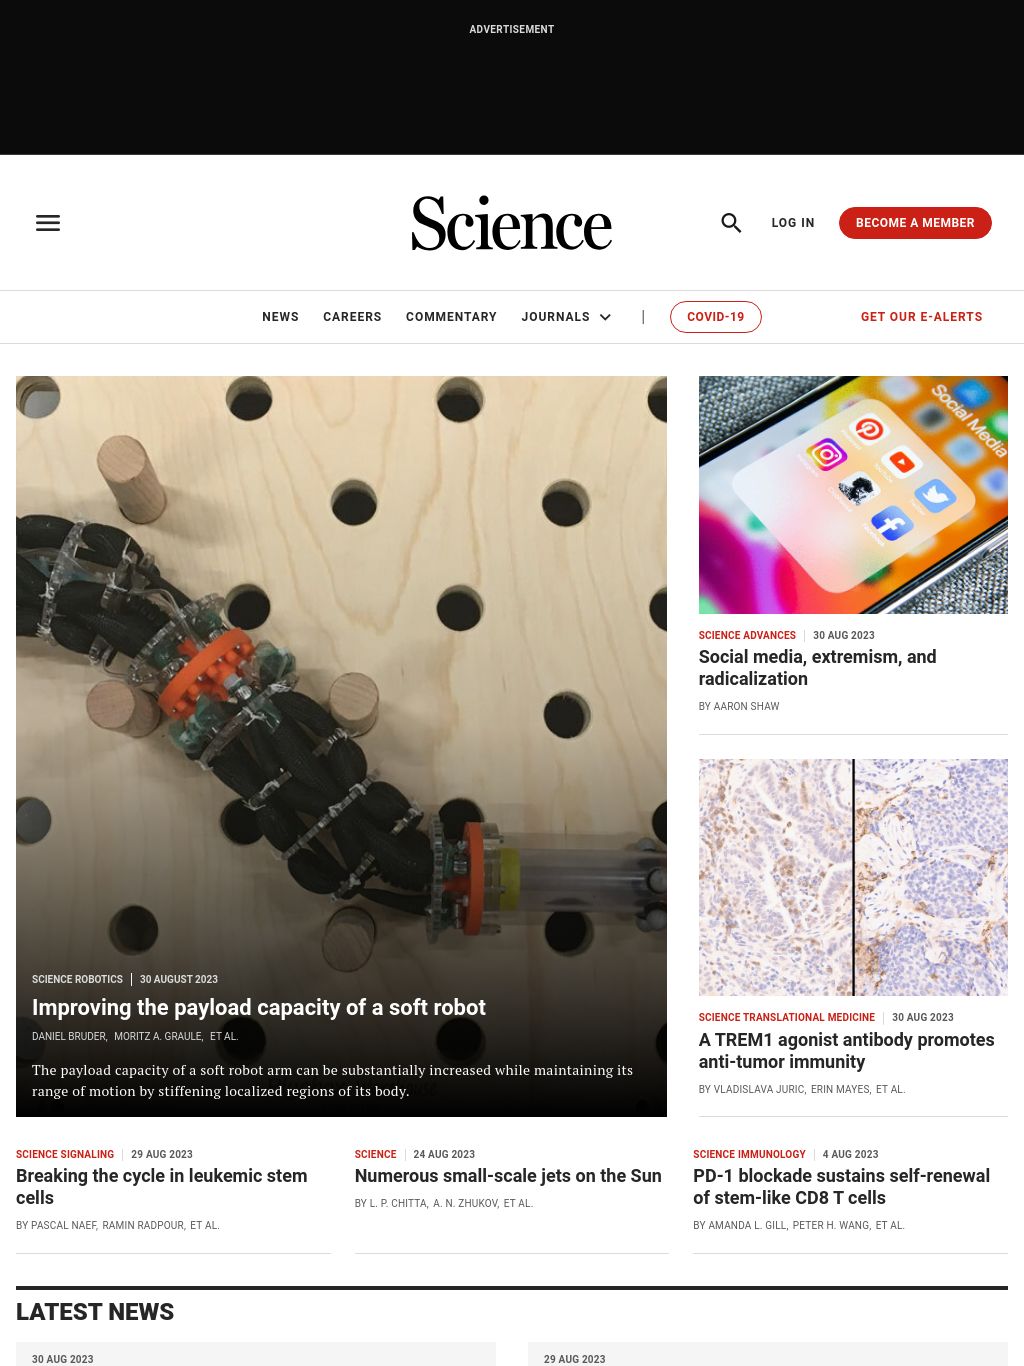 ADVERTISEMENT
Science
LOG IN
BECOME A MEMBER
NEWS
CAREERS
COMMENTARY
JOURNALS
|
COVID-19
GET OUR E-ALERTS
SCIENCE ROBOTICS | 30 AUGUST 2023
Improving the payload capacity of a soft robot
DANIEL BRUDER, MORITZ A. GRAULE, ET AL.
The payload capacity of a soft robot arm can be substantially increased while maintaining its
range of motion by stiffening localized regions of its body.
Social Media
SCIENCE ADVANCES 30 AUG 2023
Social media, extremism, and
radicalization
BY AARON SHAW
SCIENCE TRANSLATIONAL MEDICINE 30 AUG 2023
A TREM1 agonist antibody promotes
anti-tumor immunity
BY VLADISLAVA JURIC, ERIN MAYES, ET AL.
SCIENCE SIGNALING 29 AUG 2023
Breaking the cycle in leukemic stem
cells
BY PASCAL NAEF, RAMIN RADPOUR, ET AL.
SCIENCE 24 AUG 2023
Numerous small-scale jets on the Sun
BY L. P. CHITTA, A. N. ZHUKOV, ET AL.
SCIENCE IMMUNOLOGY 4 AUG 2023
PD-1 blockade sustains self-renewal
of stem-like CD8 T cells
BY AMANDA L. GILL, PETER H. WANG, ET AL.
LATEST NEWS
30 AUG 2023
29 AUG 2023